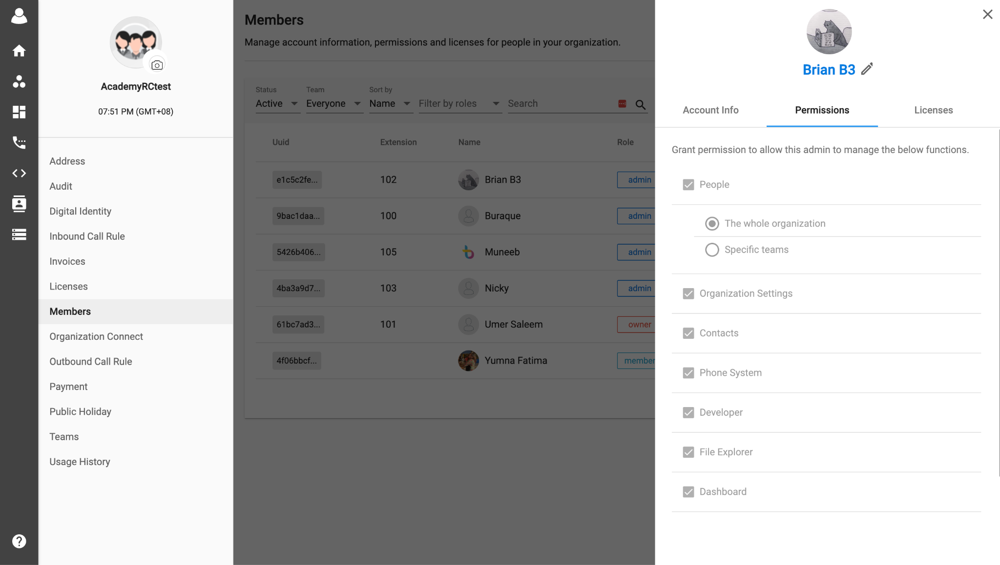 AcademyRCtest
07:51 PM (GMT+08)
Address
Audit
Digital Identity
Inbound Call Rule
Invoices
Licenses
Members
Organization Connect
Outbound Call Rule
Payment
Public Holiday
Teams
Usage History
Members
Manage account information, permissions and licenses for people in your organization.
Status Team Sort by
Active Everyone Name Filter by roles Search
Uuid Extension Name Role
e1c5c2fe... 102 Brian B3 admin
9bac1daa... 100 Buraque admin
5426b406... 105 Muneeb admin
4ba3a9d7... 103 Nicky admin
61bc7ad3... 101 Umer Saleem owner
4f06bbcf... Yumna Fatima member
Brian B3
Account Info Permissions Licenses
Grant permission to allow this admin to manage the below functions.
People
The whole organization
Specific teams
Organization Settings
Contacts
Phone System
Developer
File Explorer
Dashboard